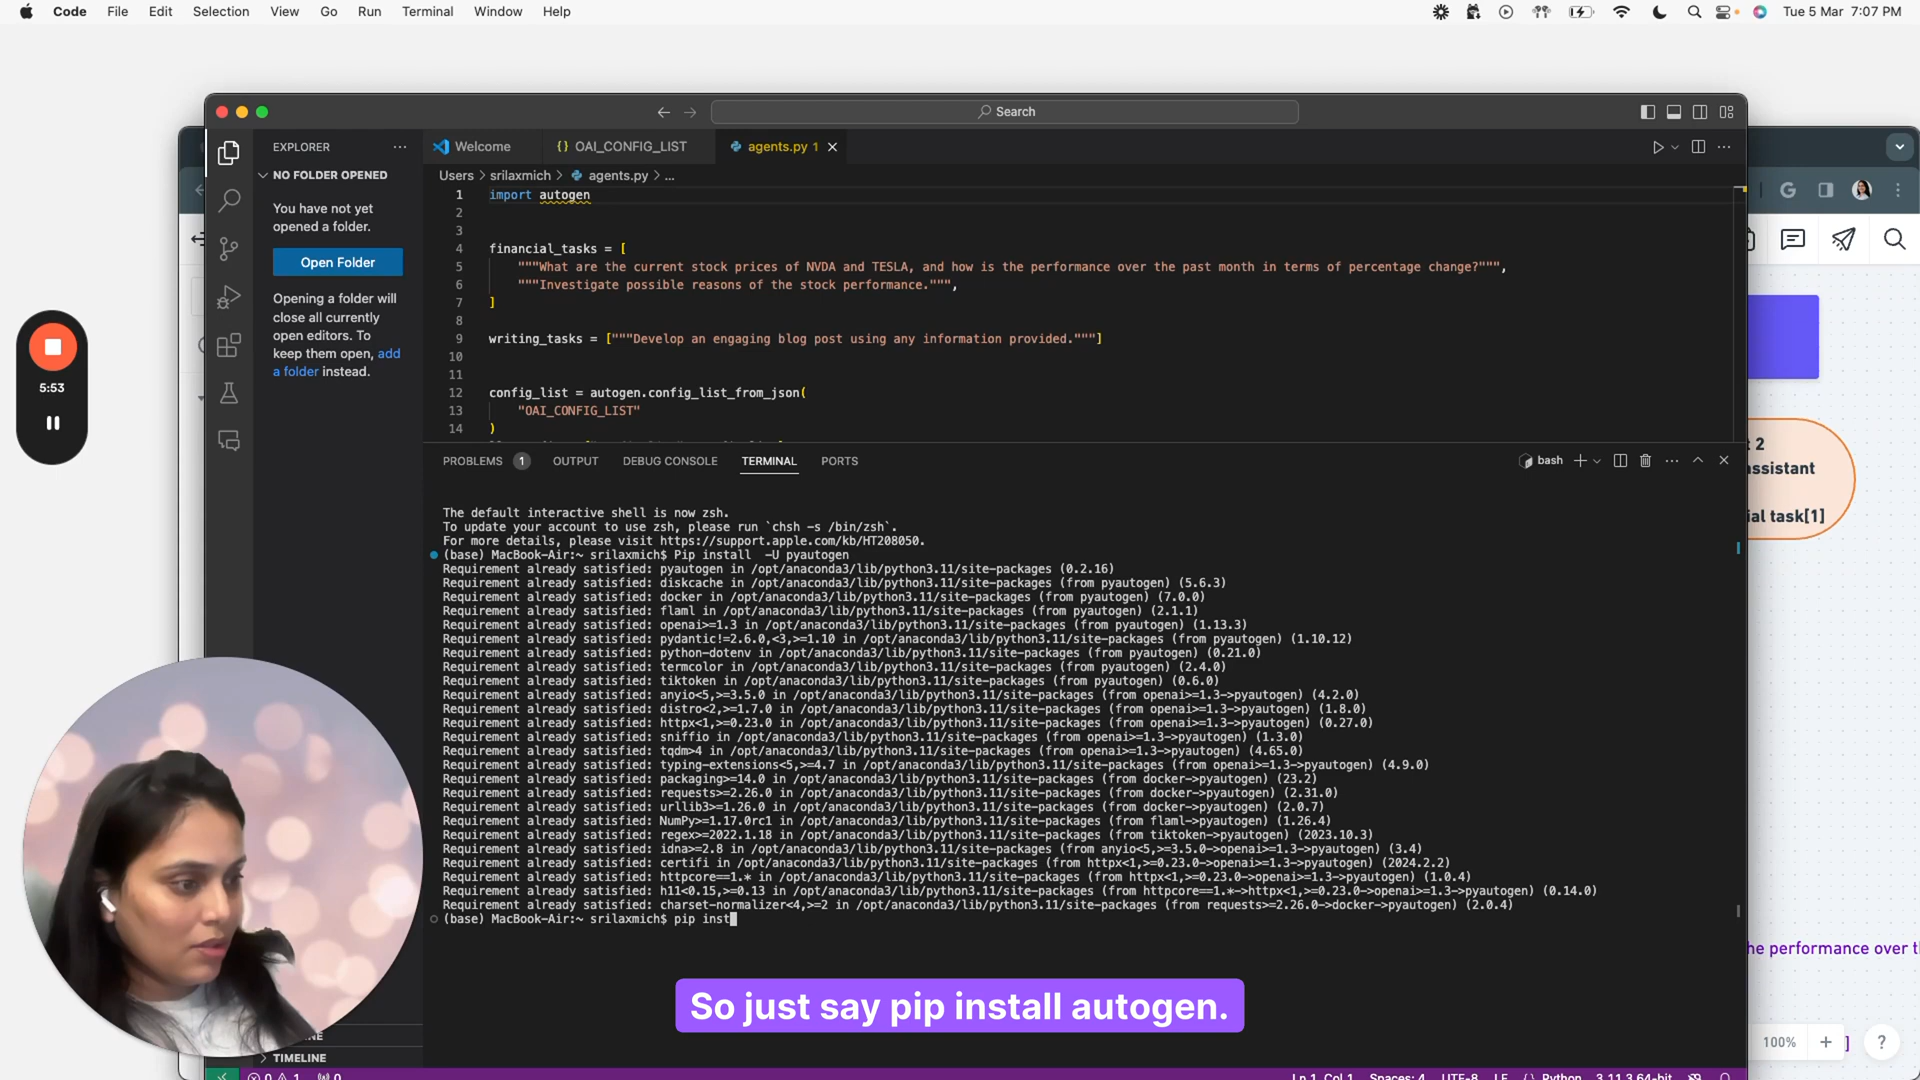 Code File Edit Selection View Go Run Terminal Window Help
Tue 5 Mar 7:07 PM
Search
EXPLORER
Welcome
{} OAI_CONFIG_LIST
agents.py 1
NO FOLDER OPENED
Users > srilaxmich > agents.py > ...
You have not yet
opened a folder.
Open Folder
Opening a folder will
close all currently
open editors. To
keep them open, add
a folder instead.
1 import autogen
2
3
4 financial_tasks = [
5 """What are the current stock prices of NVDA and TESLA, and how is the performance over the past month in terms of percentage change?""",
6 """Investigate possible reasons of the stock performance.""",
7 ]
8
9 writing_tasks = ["""Develop an engaging blog post using any information provided."""]
10
11
12 config_list = autogen.config_list_from_json(
13 "OAI_CONFIG_LIST"
14 )
5:53
PROBLEMS 1 OUTPUT DEBUG CONSOLE TERMINAL PORTS
bash
The default interactive shell is now zsh.
To update your account to use zsh, please run `chsh -s /bin/zsh`.
For more details, please visit https://support.apple.com/kb/HT208050.
(base) MacBook-Air:~ srilaxmich$ Pip install  -U pyautogen
Requirement already satisfied: pyautogen in /opt/anaconda3/lib/python3.11/site-packages (0.2.16)
Requirement already satisfied: diskcache in /opt/anaconda3/lib/python3.11/site-packages (from pyautogen) (5.6.3)
Requirement already satisfied: docker in /opt/anaconda3/lib/python3.11/site-packages (from pyautogen) (7.0.0)
Requirement already satisfied: flaml in /opt/anaconda3/lib/python3.11/site-packages (from pyautogen) (2.1.1)
Requirement already satisfied: openai>=1.3 in /opt/anaconda3/lib/python3.11/site-packages (from pyautogen) (1.13.3)
Requirement already satisfied: pydantic!=2.6.0,<3,>=1.10 in /opt/anaconda3/lib/python3.11/site-packages (from pyautogen) (1.10.12)
Requirement already satisfied: python-dotenv in /opt/anaconda3/lib/python3.11/site-packages (from pyautogen) (0.21.0)
Requirement already satisfied: termcolor in /opt/anaconda3/lib/python3.11/site-packages (from pyautogen) (2.4.0)
Requirement already satisfied: tiktoken in /opt/anaconda3/lib/python3.11/site-packages (from pyautogen) (0.6.0)
Requirement already satisfied: anyio<5,>=3.5.0 in /opt/anaconda3/lib/python3.11/site-packages (from openai>=1.3->pyautogen) (4.2.0)
Requirement already satisfied: distro<2,>=1.7.0 in /opt/anaconda3/lib/python3.11/site-packages (from openai>=1.3->pyautogen) (1.8.0)
Requirement already satisfied: httpx<1,>=0.23.0 in /opt/anaconda3/lib/python3.11/site-packages (from openai>=1.3->pyautogen) (0.27.0)
Requirement already satisfied: sniffio in /opt/anaconda3/lib/python3.11/site-packages (from openai>=1.3->pyautogen) (1.3.0)
Requirement already satisfied: tqdm>4 in /opt/anaconda3/lib/python3.11/site-packages (from openai>=1.3->pyautogen) (4.65.0)
Requirement already satisfied: typing-extensions<5,>=4.7 in /opt/anaconda3/lib/python3.11/site-packages (from openai>=1.3->pyautogen) (4.9.0)
Requirement already satisfied: packaging>=14.0 in /opt/anaconda3/lib/python3.11/site-packages (from docker->pyautogen) (23.2)
Requirement already satisfied: requests>=2.26.0 in /opt/anaconda3/lib/python3.11/site-packages (from docker->pyautogen) (2.31.0)
Requirement already satisfied: urllib3>=1.26.0 in /opt/anaconda3/lib/python3.11/site-packages (from docker->pyautogen) (2.0.7)
Requirement already satisfied: NumPy>=1.17.0rc1 in /opt/anaconda3/lib/python3.11/site-packages (from flaml->pyautogen) (1.26.4)
Requirement already satisfied: regex>=2022.1.18 in /opt/anaconda3/lib/python3.11/site-packages (from tiktoken->pyautogen) (2023.10.3)
Requirement already satisfied: idna>=2.8 in /opt/anaconda3/lib/python3.11/site-packages (from anyio<5,>=3.5.0->openai>=1.3->pyautogen) (3.4)
Requirement already satisfied: certifi in /opt/anaconda3/lib/python3.11/site-packages (from httpx<1,>=0.23.0->openai>=1.3->pyautogen) (2024.2.2)
Requirement already satisfied: httpcore==1.* in /opt/anaconda3/lib/python3.11/site-packages (from httpx<1,>=0.23.0->openai>=1.3->pyautogen) (1.0.4)
Requirement already satisfied: h11<0.15,>=0.13 in /opt/anaconda3/lib/python3.11/site-packages (from httpcore==1.*->httpx<1,>=0.23.0->openai>=1.3->pyautogen) (0.14.0)
Requirement already satisfied: charset-normalizer<4,>=2 in /opt/anaconda3/lib/python3.11/site-packages (from requests>=2.26.0->docker->pyautogen) (2.0.4)
(base) MacBook-Air:~ srilaxmich$ pip inst
t 2
assistant
ial task[1]
he performance over t
So just say pip install autogen.
NE
TIMELINE
100% + ] ?
0 1 0
Ln 1, Col 1 Spaces: 4 UTF-8 LF {} Python 3.11.3 64-bit